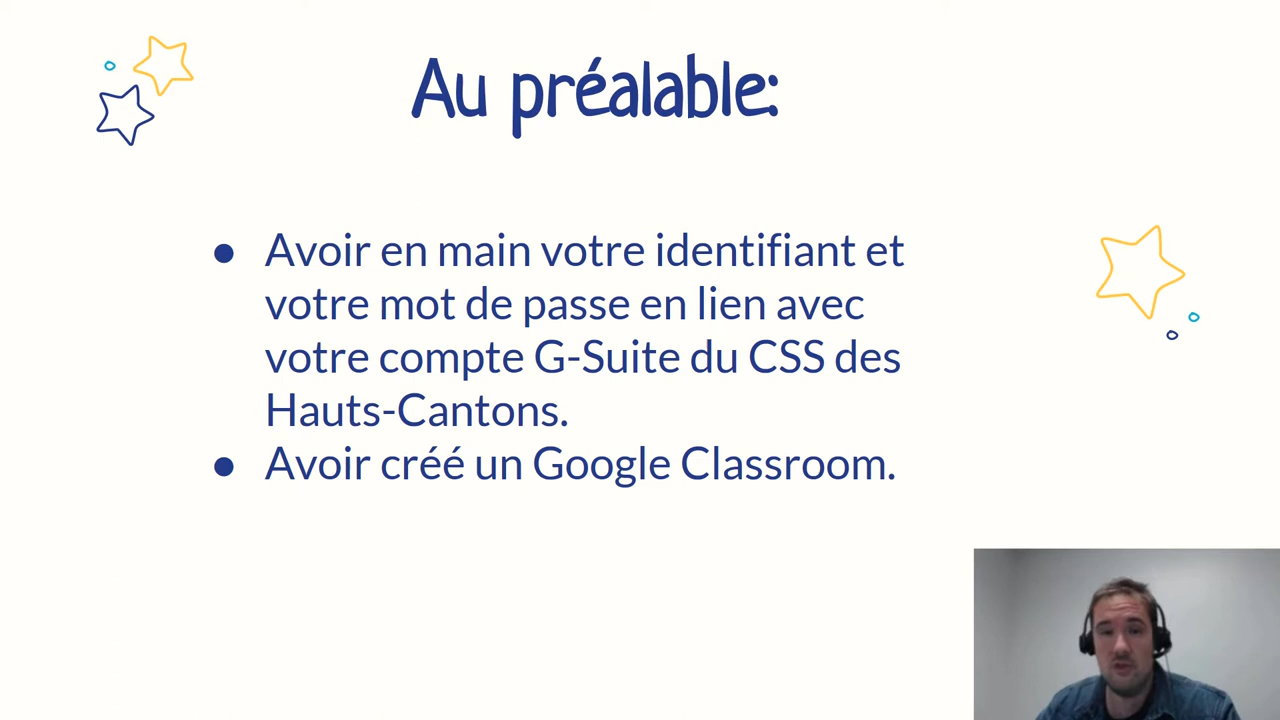 Au préalable:
● Avoir en main votre identifiant et
votre mot de passe en lien avec
votre compte G-Suite du CSS des
Hauts-Cantons.
● Avoir créé un Google Classroom.